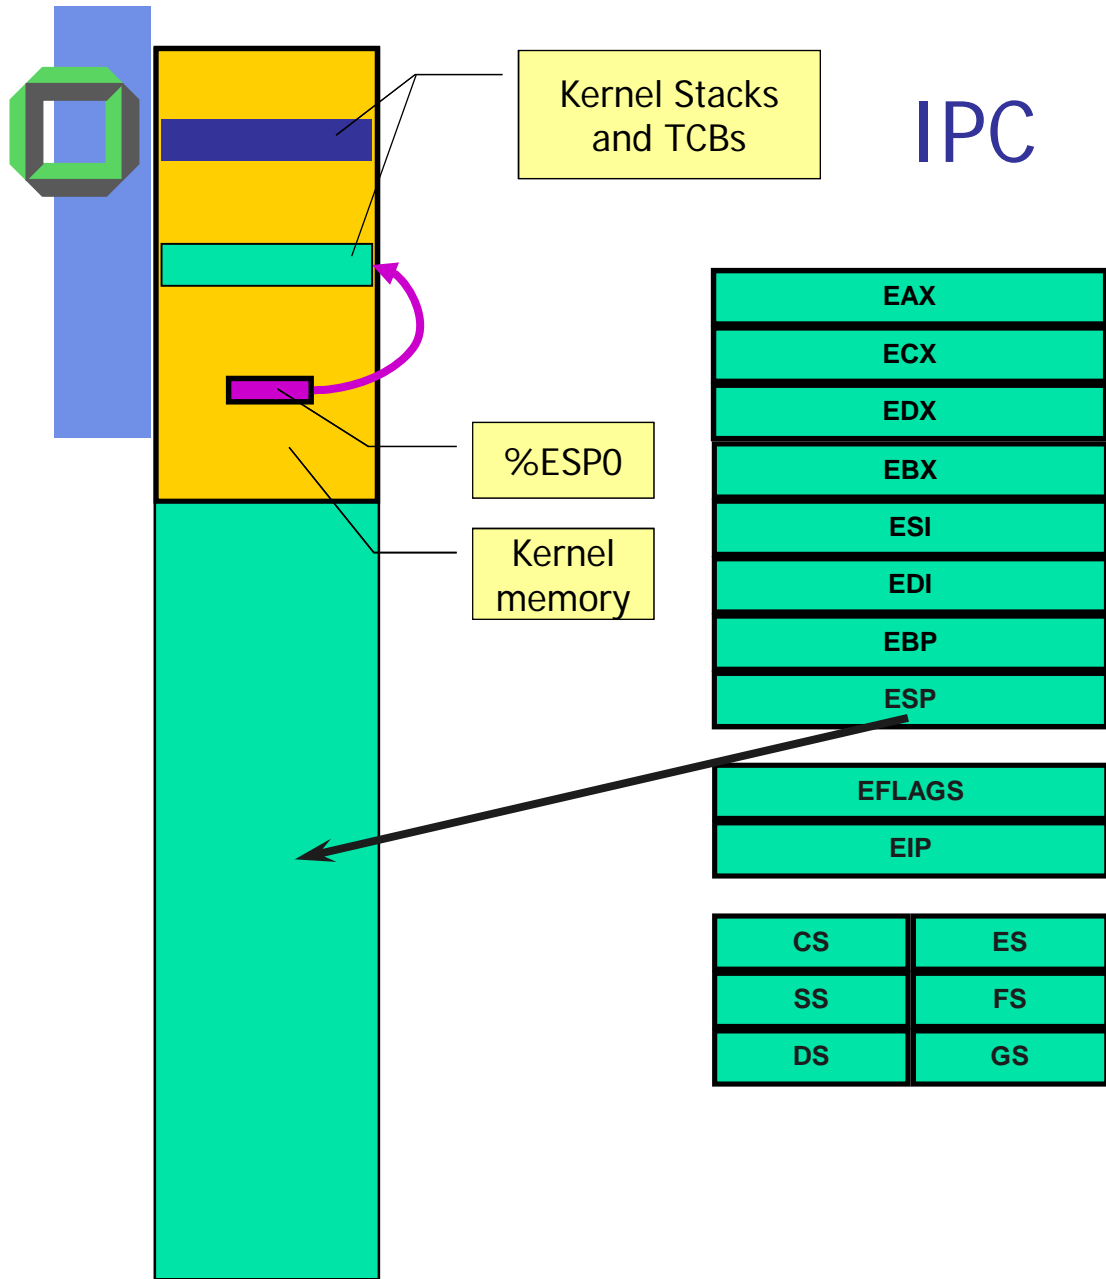 Kernel Stacks
and TCBs
IPC
%ESP0
Kernel
memory
EAX
ECX
EDX
EBX
ESI
EDI
EBP
ESP
EFLAGS
EIP
CS ES
SS FS
DS GS